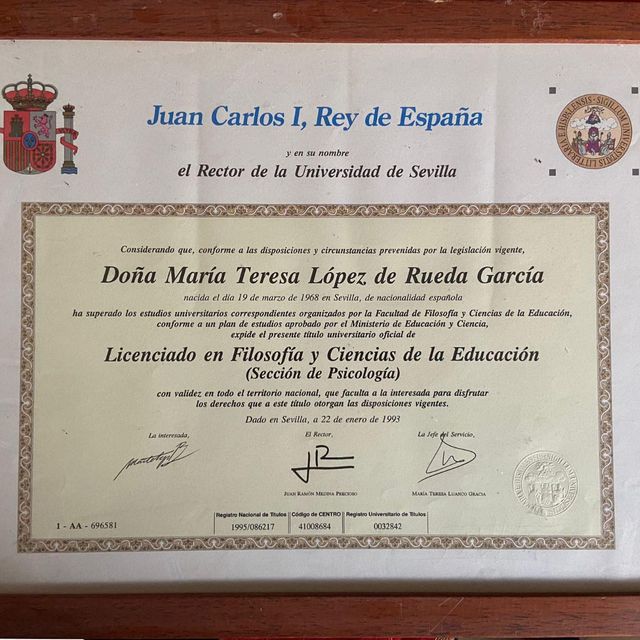 Juan Carlos I, Rey de España
y en su nombre
el Rector de la Universidad de Sevilla
Considerando que, conforme a las disposiciones y circunstancias prevenidas por la legislación vigente,
Doña María Teresa López de Rueda García
nacida el día 19 de marzo de 1968 en Sevilla, de nacionalidad española
ha superado los estudios universitarios correspondientes organizados por la Facultad de Filosofía y Ciencias de la Educación,
conforme a un plan de estudios aprobado por el Ministerio de Educación y Ciencia,
expide el presente título universitario oficial de
Licenciado en Filosofía y Ciencias de la Educación
(Sección de Psicología)
con validez en todo el territorio nacional, que faculta a la interesada para disfrutar
los derechos que a este título otorgan las disposiciones vigentes.
Dado en Sevilla, a 22 de enero de 1993
La interesada, El Rector, La Jefe del Servicio,
JUAN RAMÓN MEDINA PRECIOSO MARÍA TERESA LUANCO GRACIA
Registro Nacional de Títulos Código de CENTRO Registro Universitario de Títulos
1 - AA - 696581 1995/086217 41008684 0032842